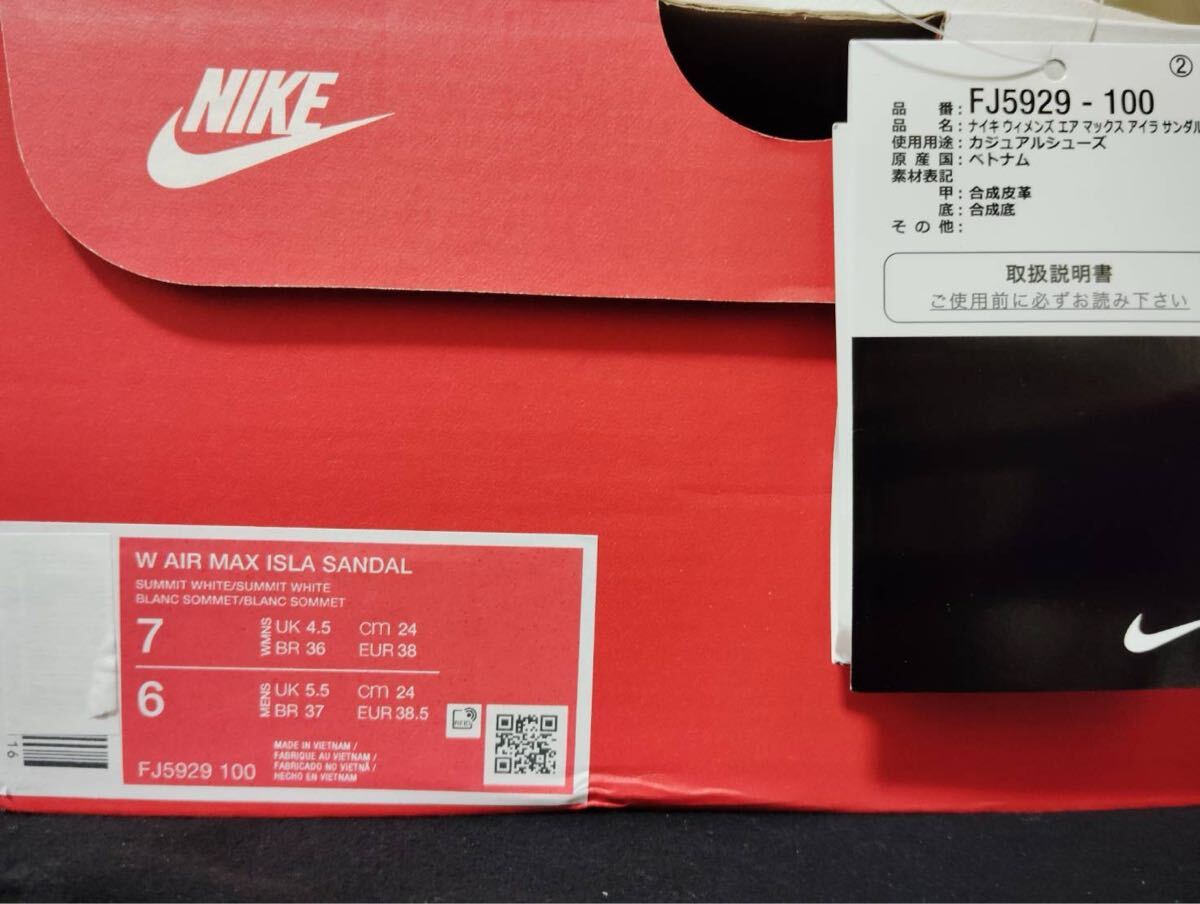 NIKE
②
品 番 : FJ5929 - 100
品 名 : ナイキ ウィメンズ エア マックス アイラ サンダル
使用用途 : カジュアルシューズ
原 産 国 : ベトナム
素材表記
甲 : 合成皮革
底 : 合成底
そ の 他 :
取扱説明書
ご使用前に必ずお読み下さい
W AIR MAX ISLA SANDAL
SUMMIT WHITE/SUMMIT WHITE
BLANC SOMMET/BLANC SOMMET
7 WMNS UK 4.5 cm 24
BR 36 EUR 38
6 MENS UK 5.5 cm 24
BR 37 EUR 38.5
RFID
MADE IN VIETNAM /
FABRIQUE AU VIETNAM /
FABRICADO NO VIETNÃ /
HECHO EN VIETNAM
FJ5929 100
16